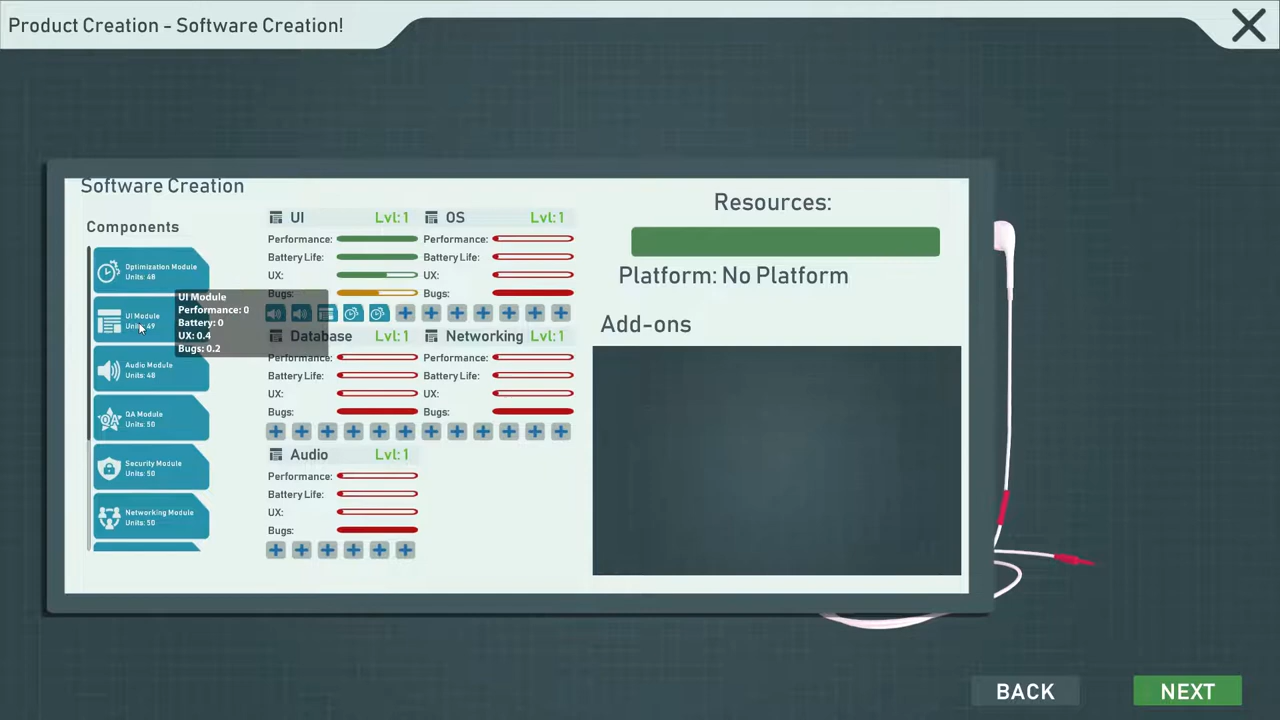 Product Creation - Software Creation!
Software Creation
Components
Optimization Module
Units: 48
UI Module
Units: 49
UI Module
Performance: 0
Battery: 0
UX: 0.4
Bugs: 0.2
Audio Module
Units: 48
QA Module
Units: 50
Security Module
Units: 50
Networking Module
Units: 50
UI Lvl: 1
Performance:
Battery Life:
UX:
Bugs:
OS Lvl: 1
Performance:
Battery Life:
UX:
Bugs:
Database Lvl: 1
Performance:
Battery Life:
UX:
Bugs:
Networking Lvl: 1
Performance:
Battery Life:
UX:
Bugs:
Audio Lvl: 1
Performance:
Battery Life:
UX:
Bugs:
Resources:
Platform: No Platform
Add-ons
BACK
NEXT